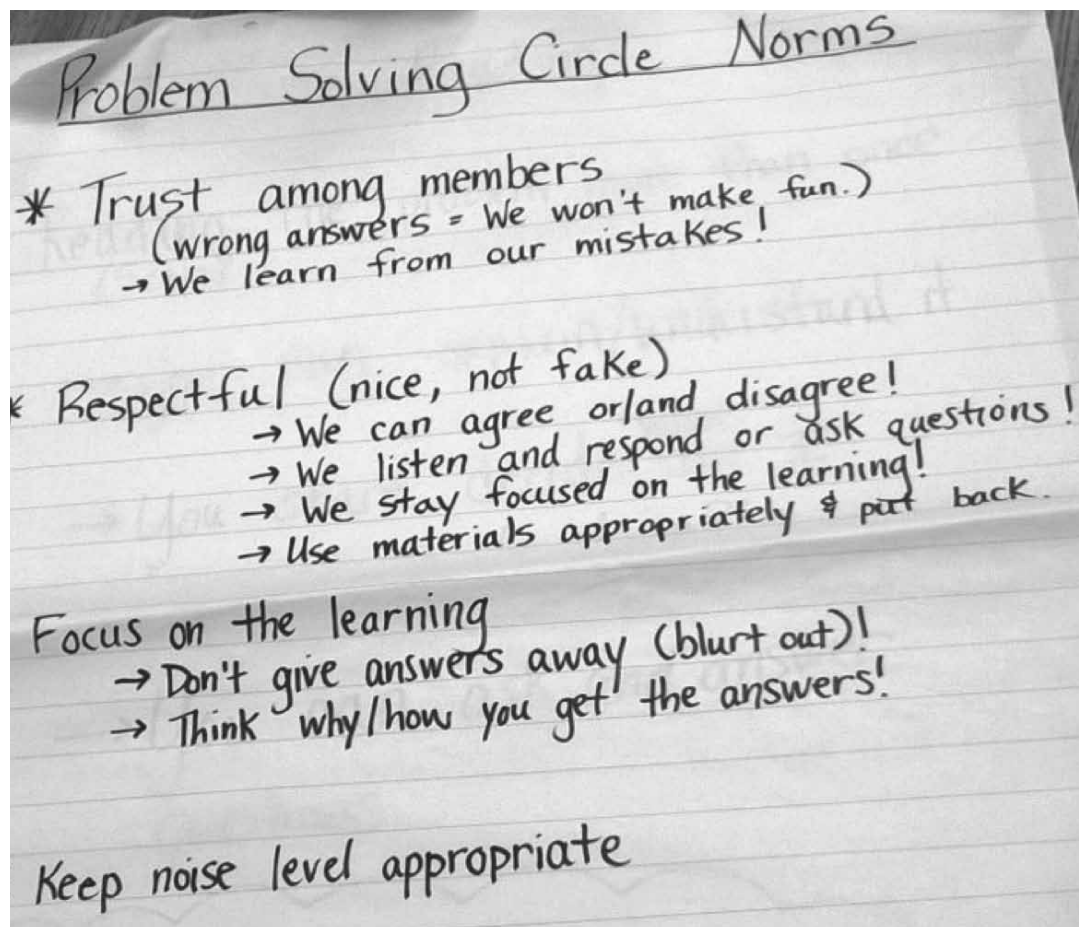 Problem Solving Circle Norms
* Trust among members
(wrong answers = We won't make fun.)
→ We learn from our mistakes!
* Respectful (nice, not fake)
→ We can agree or/and disagree!
→ We listen and respond or ask questions!
→ We stay focused on the learning!
→ Use materials appropriately & put back.
Focus on the learning
→ Don't give answers away (blurt out)!
→ Think why/how you get the answers!
Keep noise level appropriate